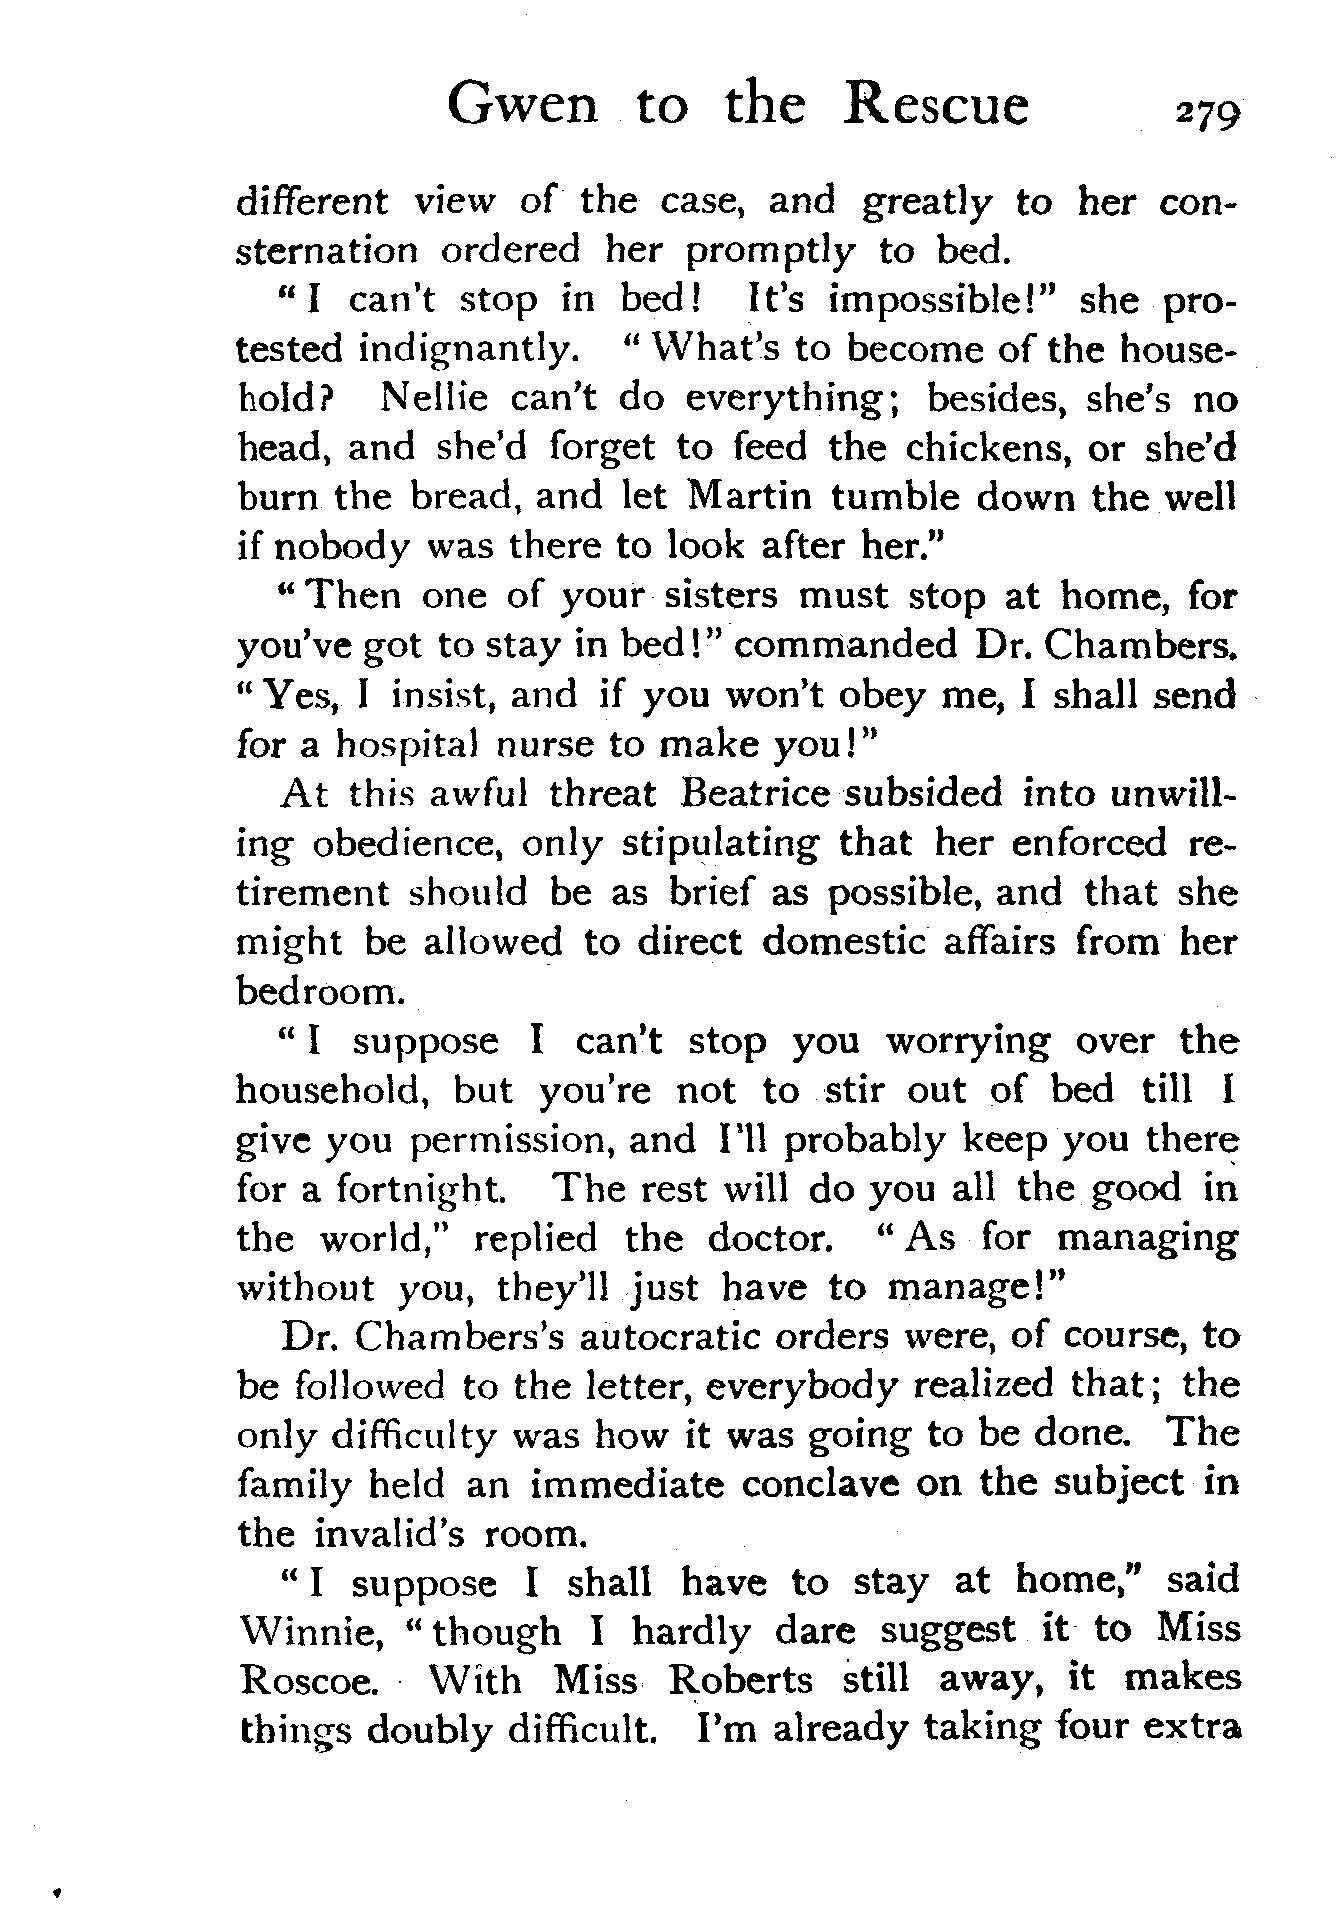 Gwen to the Rescue 279
different view of the case, and greatly to her con-
sternation ordered her promptly to bed.
"I can't stop in bed! It's impossible!" she pro-
tested indignantly. "What's to become of the house-
hold? Nellie can't do everything; besides, she's no
head, and she'd forget to feed the chickens, or she'd
burn the bread, and let Martin tumble down the well
if nobody was there to look after her."
"Then one of your sisters must stop at home, for
you've got to stay in bed!" commanded Dr. Chambers.
"Yes, I insist, and if you won't obey me, I shall send
for a hospital nurse to make you!"
At this awful threat Beatrice subsided into unwill-
ing obedience, only stipulating that her enforced re-
tirement should be as brief as possible, and that she
might be allowed to direct domestic affairs from her
bedroom.
"I suppose I can't stop you worrying over the
household, but you're not to stir out of bed till I
give you permission, and I'll probably keep you there
for a fortnight. The rest will do you all the good in
the world," replied the doctor. "As for managing
without you, they'll just have to manage!"
Dr. Chambers's autocratic orders were, of course, to
be followed to the letter, everybody realized that; the
only difficulty was how it was going to be done. The
family held an immediate conclave on the subject in
the invalid's room.
"I suppose I shall have to stay at home," said
Winnie, "though I hardly dare suggest it to Miss
Roscoe. With Miss Roberts still away, it makes
things doubly difficult. I'm already taking four extra